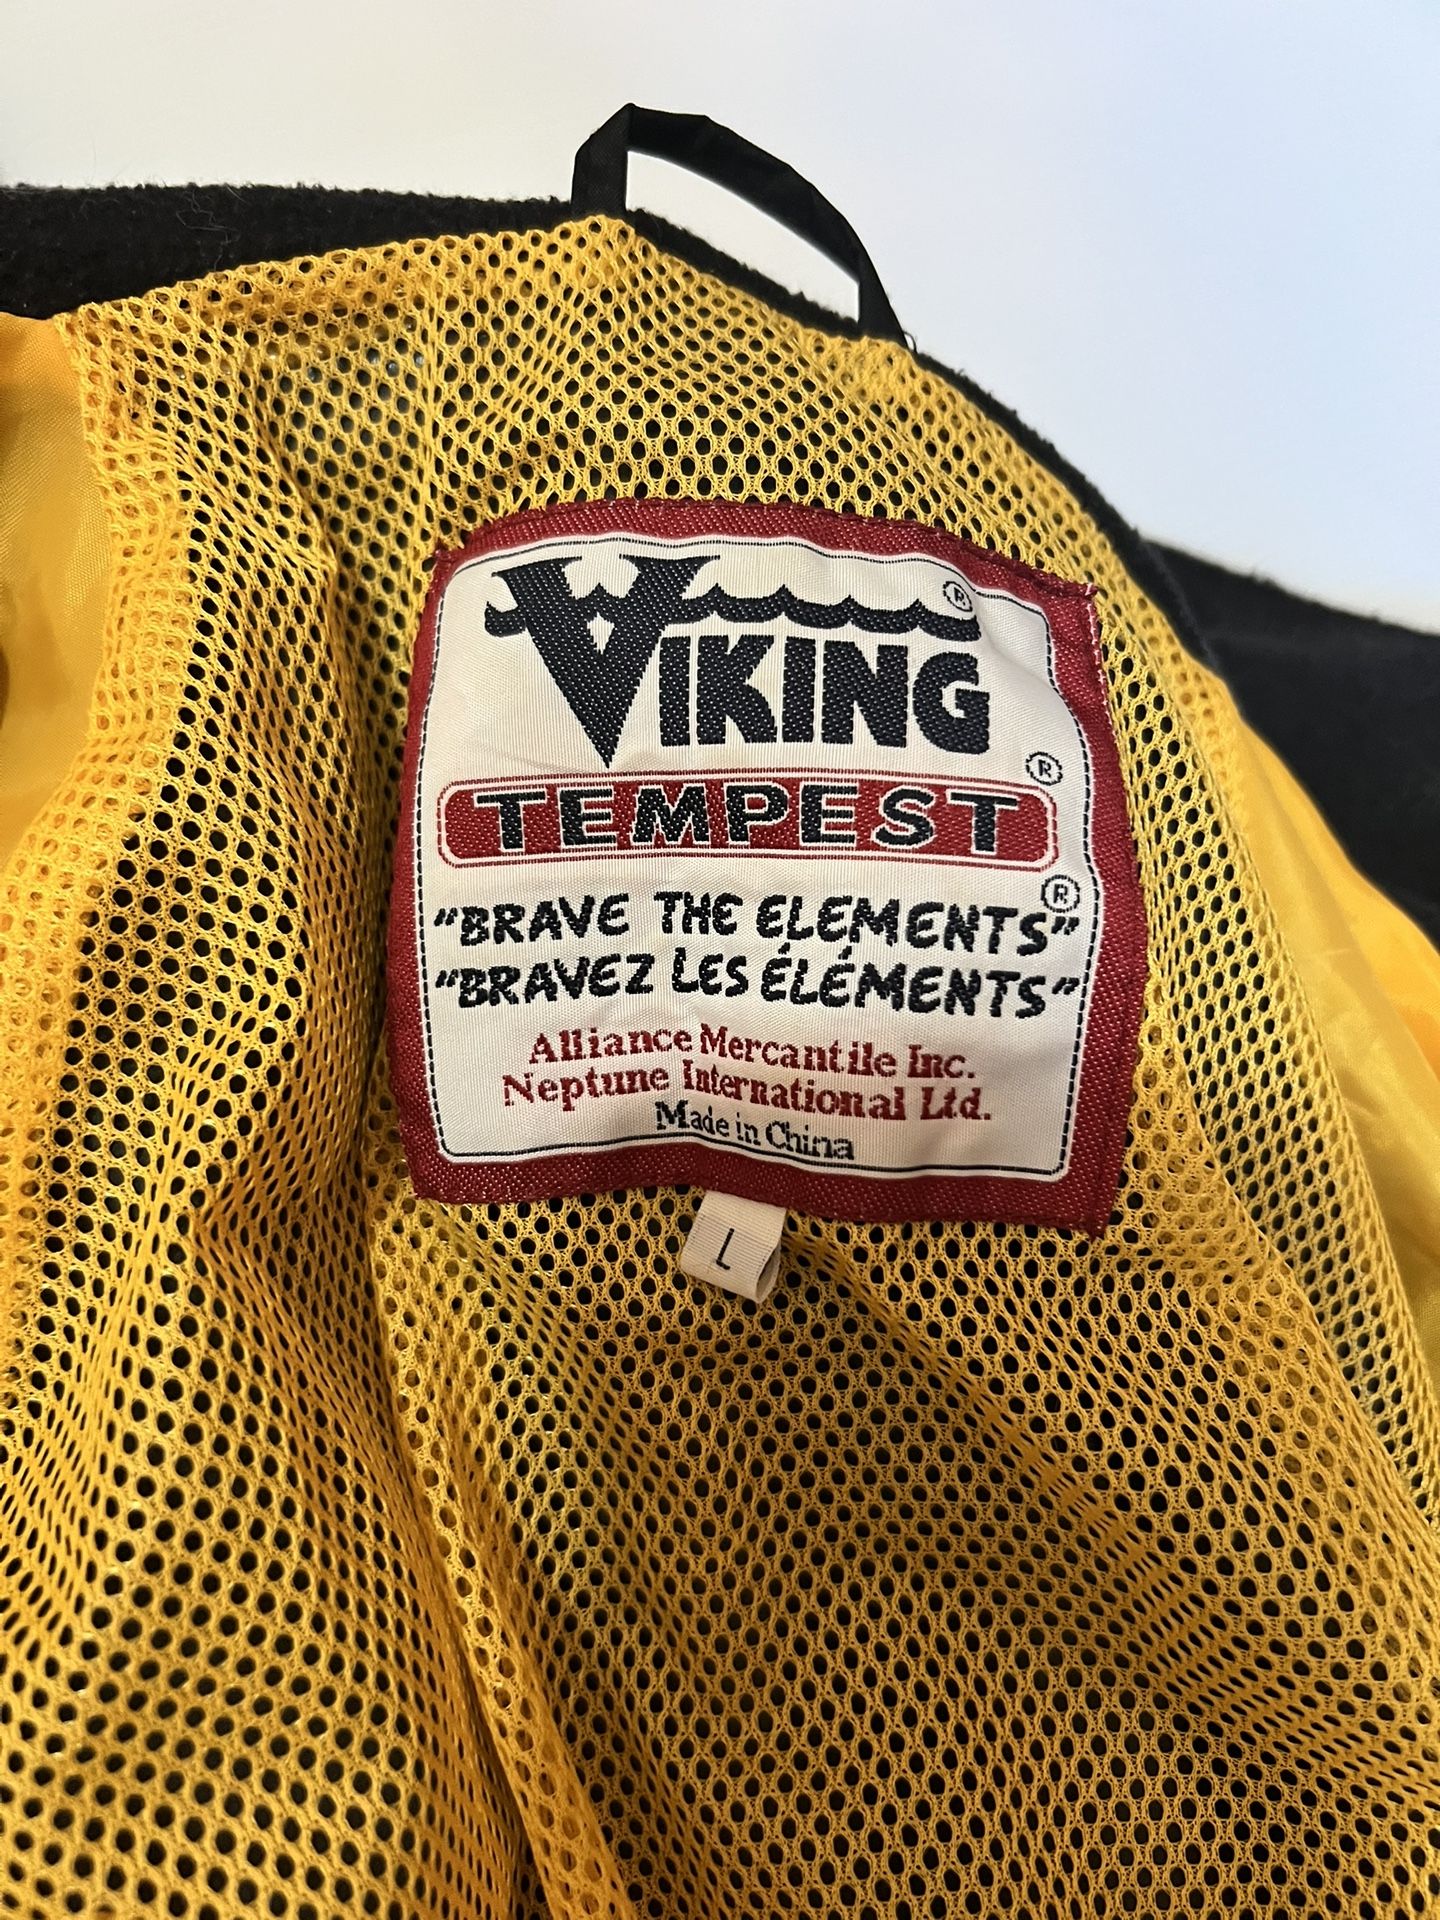 VIKING ®
TEMPEST ®
"BRAVE THE ELEMENTS" ®
"BRAVEZ LES ÉLÉMENTS"
Alliance Mercantile Inc.
Neptune International Ltd.
Made in China
L